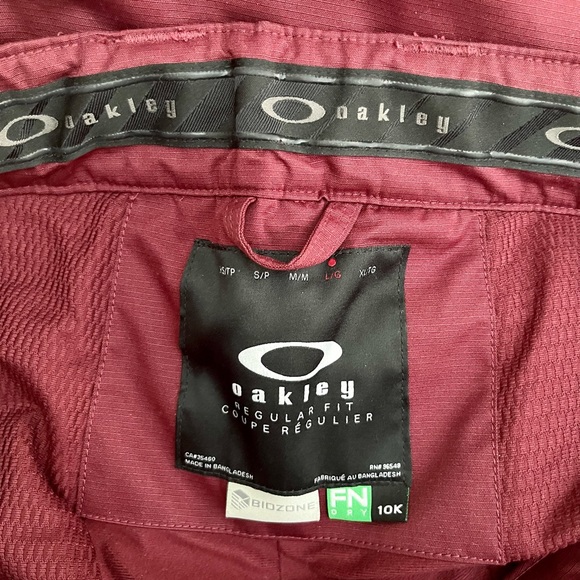 oakley oakley
XS/TP S/P M/M L/G XL/TG
oakley
REGULAR FIT
COUPE RÉGULIER
CA#35460 RN# 96548
MADE IN BANGLADESH FABRIQUÉ AU BANGLADESH
BIOZONE FN DRY 10K